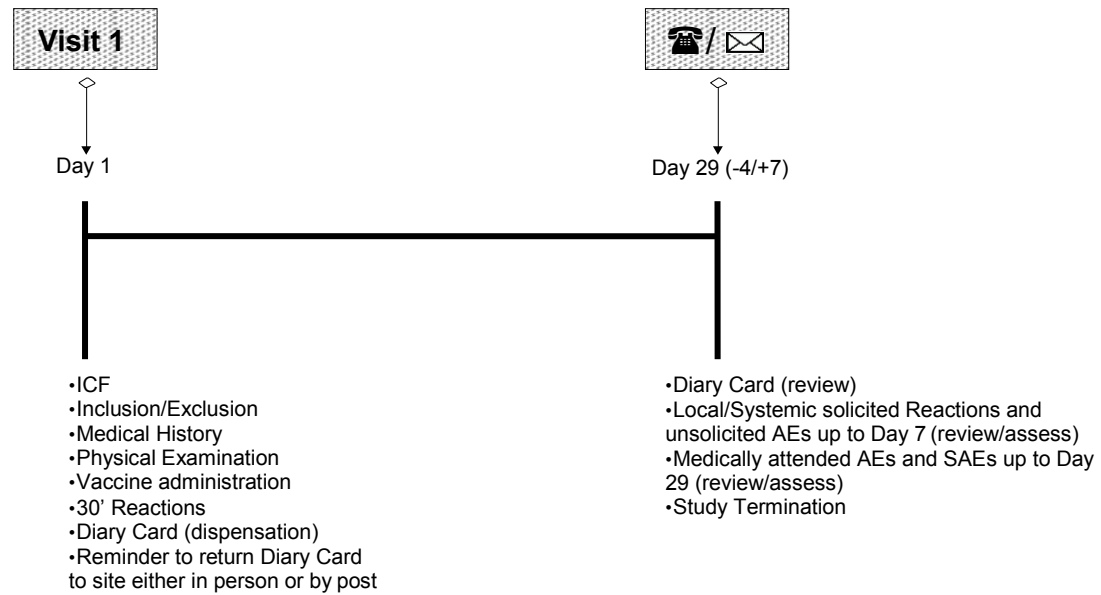 Visit 1
☎/ ✉
Day 1
Day 29 (-4/+7)
•ICF
•Inclusion/Exclusion
•Medical History
•Physical Examination
•Vaccine administration
•30’ Reactions
•Diary Card (dispensation)
•Reminder to return Diary Card
to site either in person or by post
•Diary Card (review)
•Local/Systemic solicited Reactions and
unsolicited AEs up to Day 7 (review/assess)
•Medically attended AEs and SAEs up to Day
29 (review/assess)
•Study Termination